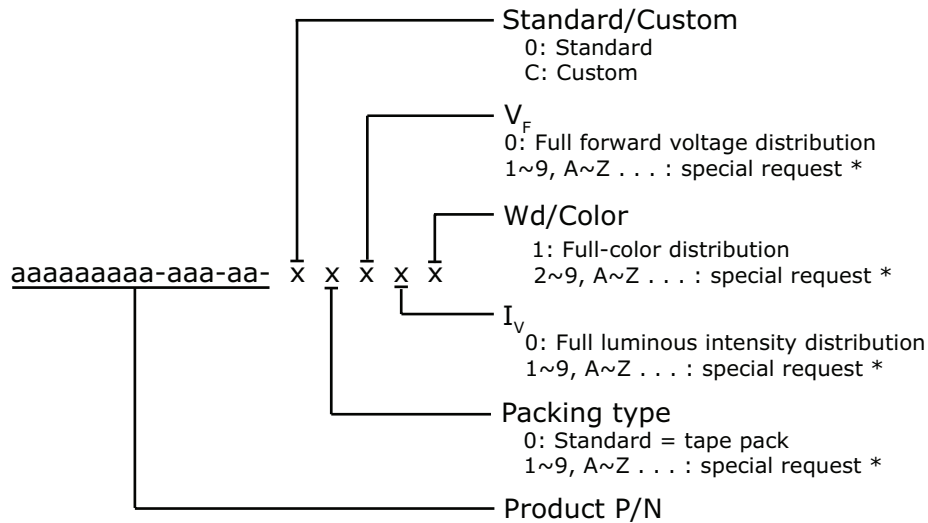 Standard/Custom
0: Standard
C: Custom
VF
0: Full forward voltage distribution
1~9, A~Z . . . : special request *
Wd/Color
1: Full-color distribution
2~9, A~Z . . . : special request *
aaaaaaaaa-aaa-aa- x x x x x
IV
0: Full luminous intensity distribution
1~9, A~Z . . . : special request *
Packing type
0: Standard = tape pack
1~9, A~Z . . . : special request *
Product P/N